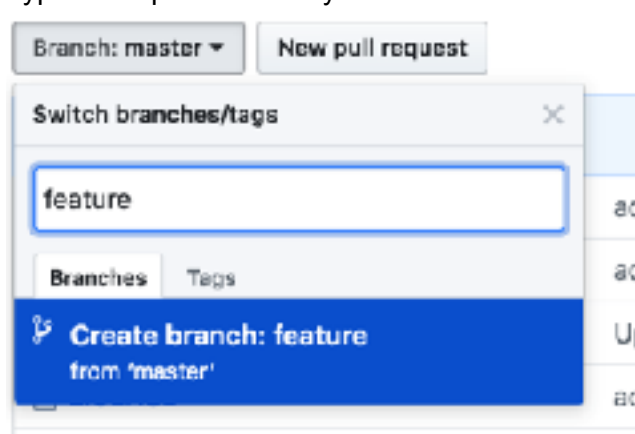 Branch: master
New pull request
Switch branches/tags
feature
Branches
Tags
Create branch: feature
from 'master'